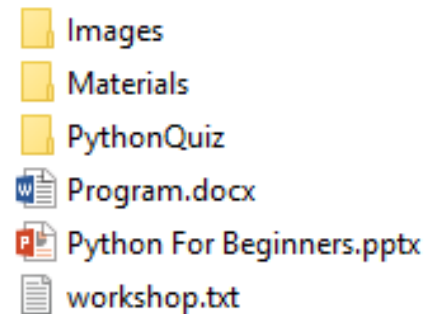 Images
Materials
PythonQuiz
Program.docx
Python For Beginners.pptx
workshop.txt